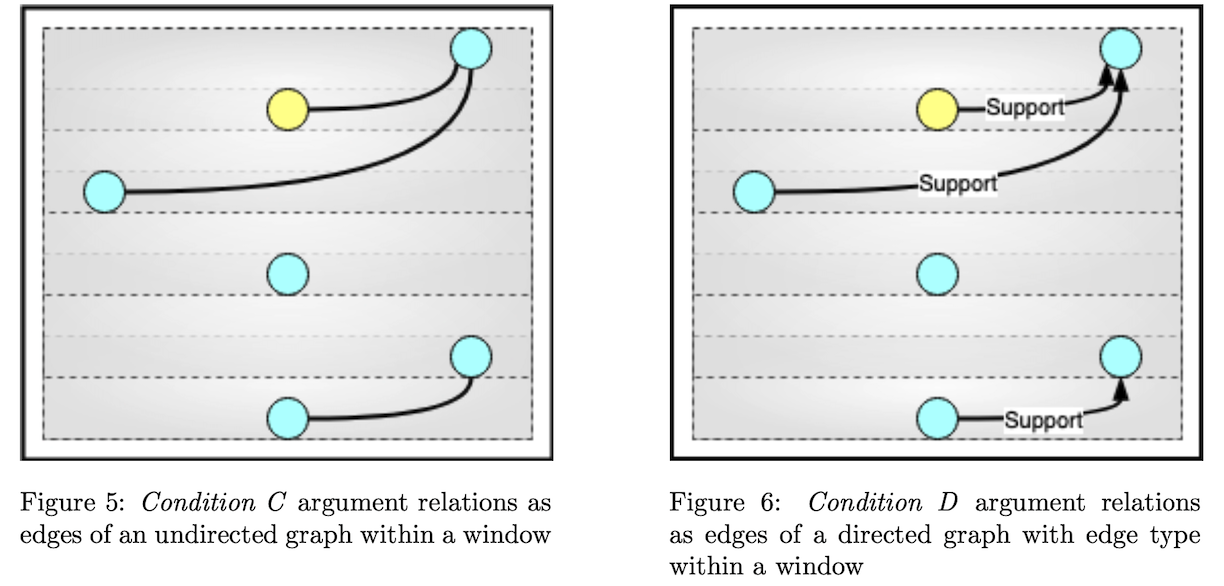 Support
Support
Support
Figure 5: Condition C argument relations as
edges of an undirected graph within a window
Figure 6: Condition D argument relations
as edges of a directed graph with edge type
within a window